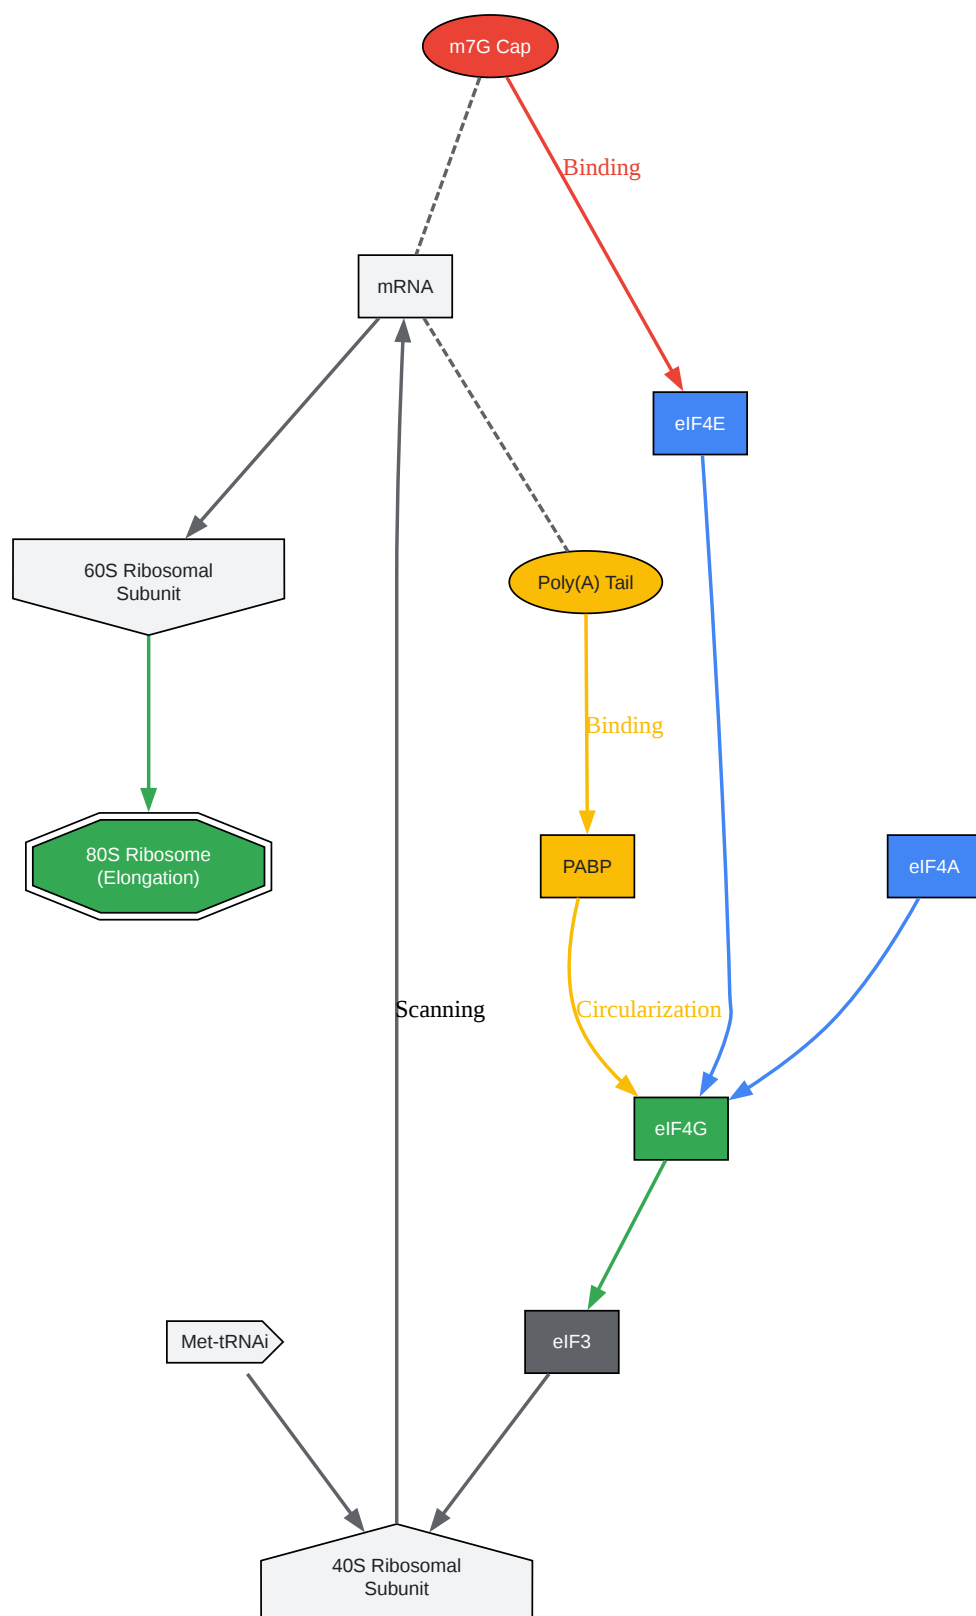 m7G Cap
Binding
mRNA
eIF4E
60S Ribosomal
Subunit
Poly(A) Tail
Binding
80S Ribosome
(Elongation)
PABP
eIF4A
Scanning
Circularization
eIF4G
Met-tRNAi
eIF3
40S Ribosomal
Subunit